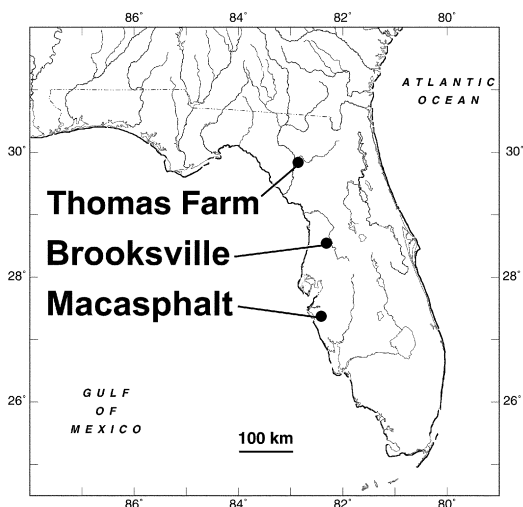 86° 84° 82° 80°
ATLANTIC
OCEAN
30° 30°
Thomas Farm
Brooksville
28° 28°
Macasphalt
GULF
OF
MEXICO
26° 26°
100 km
86° 84° 82° 80°